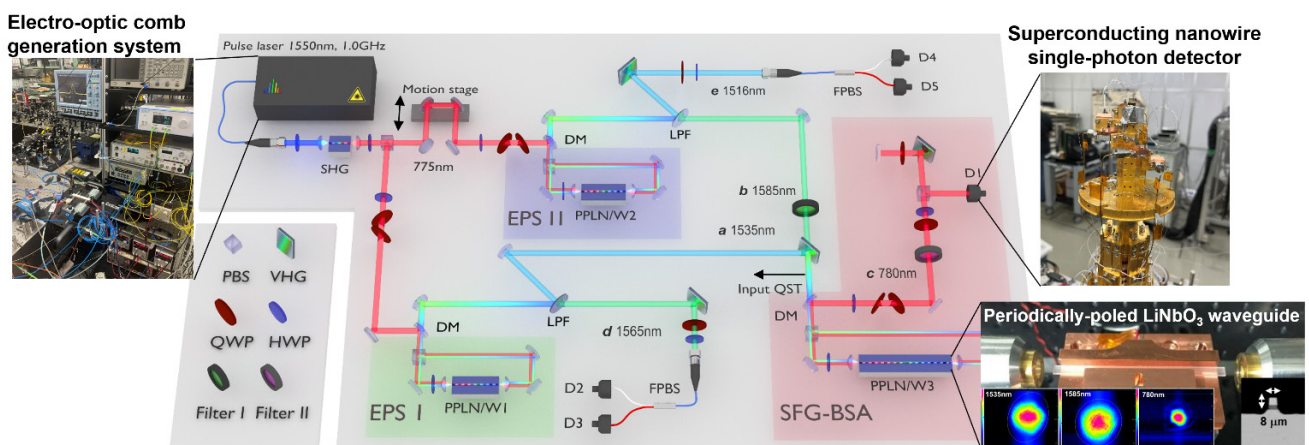 Electro-optic comb
generation system
Superconducting nanowire
single-photon detector
Pulse laser 1550nm, 1.0GHz
Motion stage
SHG
775nm
DM
LPF
e 1516nm
FPBS
D4
D5
PPLN/W2
EPS II
b 1585nm
a 1535nm
D1
c 780nm
Input QST
DM
PBS
VHG
QWP
HWP
Filter I
Filter II
DM
LPF
d 1565nm
PPLN/W1
EPS I
D2
D3
FPBS
PPLN/W3
SFG-BSA
Periodically-poled LiNbO₃ waveguide
1535nm
1585nm
780nm
8 μm